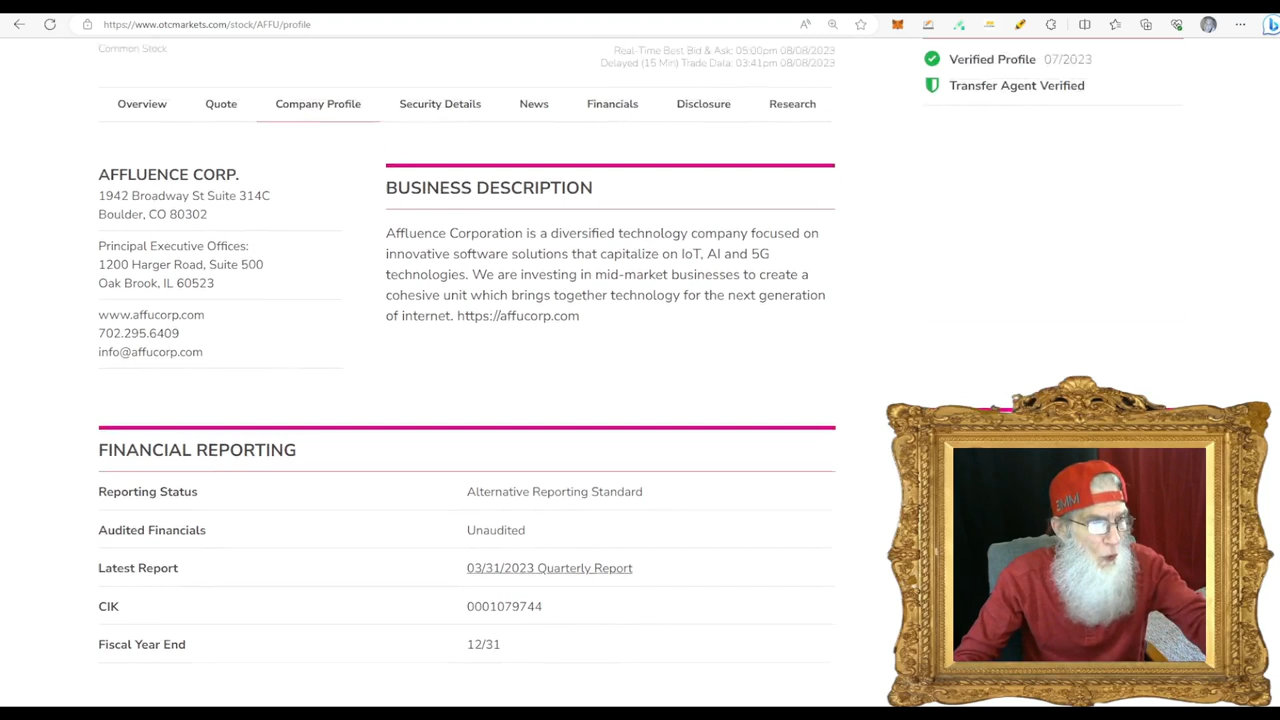 https://www.otcmarkets.com/stock/AFFU/profile
Common Stock
Real-Time Best Bid & Ask: 05:00pm 08/08/2023
Delayed (15 Min) Trade Data: 03:41pm 08/08/2023
Verified Profile 07/2023
Transfer Agent Verified
Overview Quote Company Profile Security Details News Financials Disclosure Research
AFFLUENCE CORP.
1942 Broadway St Suite 314C
Boulder, CO 80302
Principal Executive Offices:
1200 Harger Road, Suite 500
Oak Brook, IL 60523
www.affucorp.com
702.295.6409
info@affucorp.com
BUSINESS DESCRIPTION
Affluence Corporation is a diversified technology company focused on
innovative software solutions that capitalize on IoT, AI and 5G
technologies. We are investing in mid-market businesses to create a
cohesive unit which brings together technology for the next generation
of internet. https://affucorp.com
FINANCIAL REPORTING
Reporting Status Alternative Reporting Standard
Audited Financials Unaudited
Latest Report 03/31/2023 Quarterly Report
CIK 0001079744
Fiscal Year End 12/31